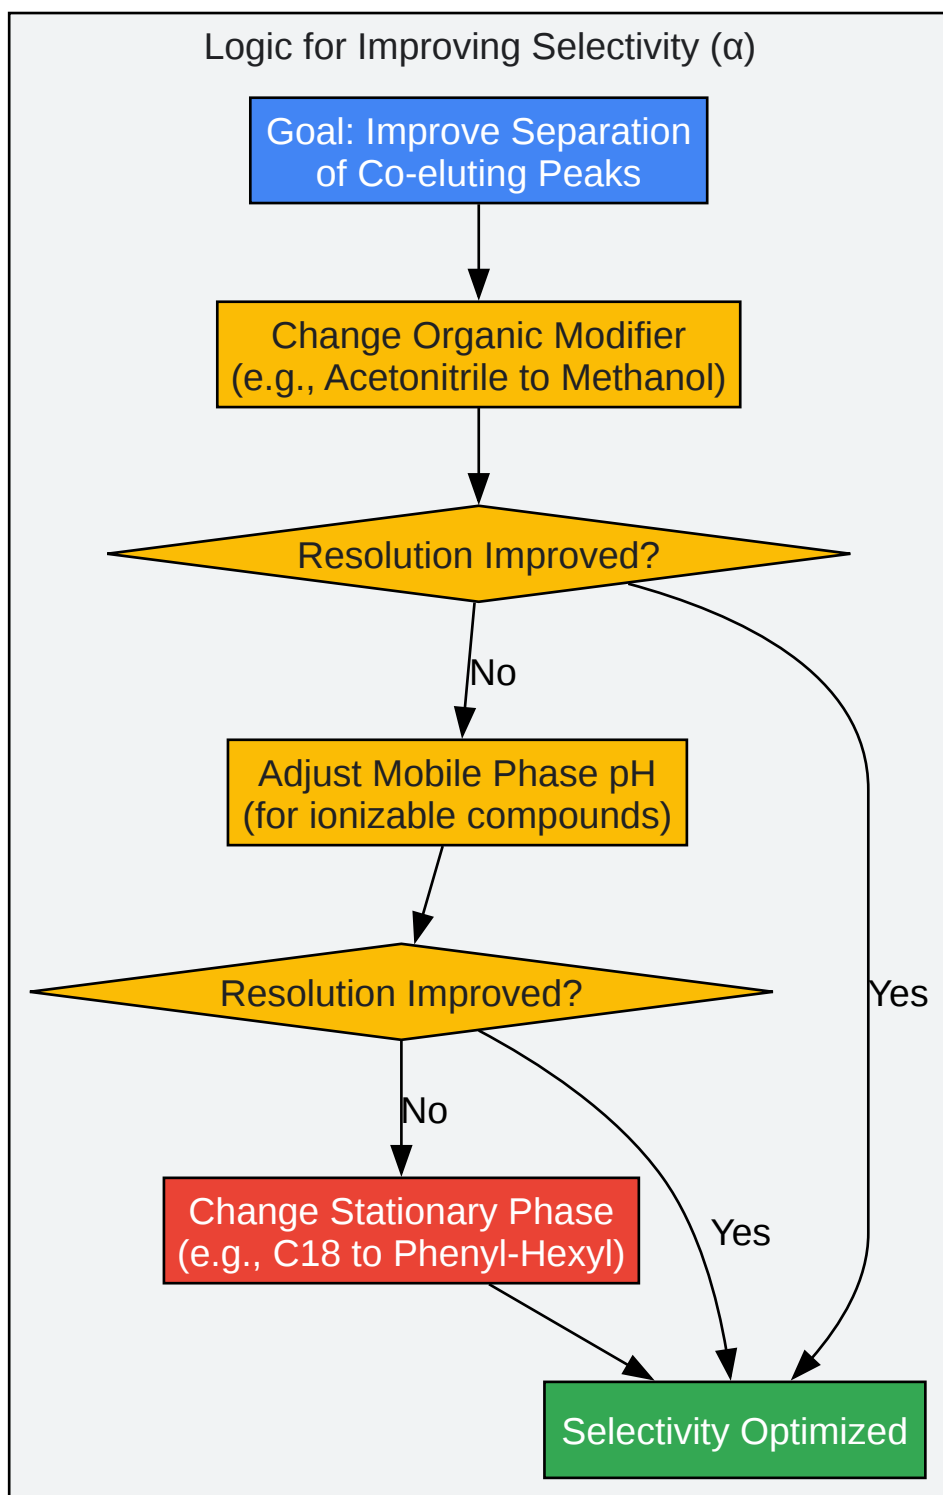 Logic for Improving Selectivity (α)
Goal: Improve Separation
of Co-eluting Peaks
Change Organic Modifier
(e.g., Acetonitrile to Methanol)
Resolution Improved?
No
Adjust Mobile Phase pH
(for ionizable compounds)
Resolution Improved?
Yes
No
Change Stationary Phase
(e.g., C18 to Phenyl-Hexyl)
Yes
Selectivity Optimized